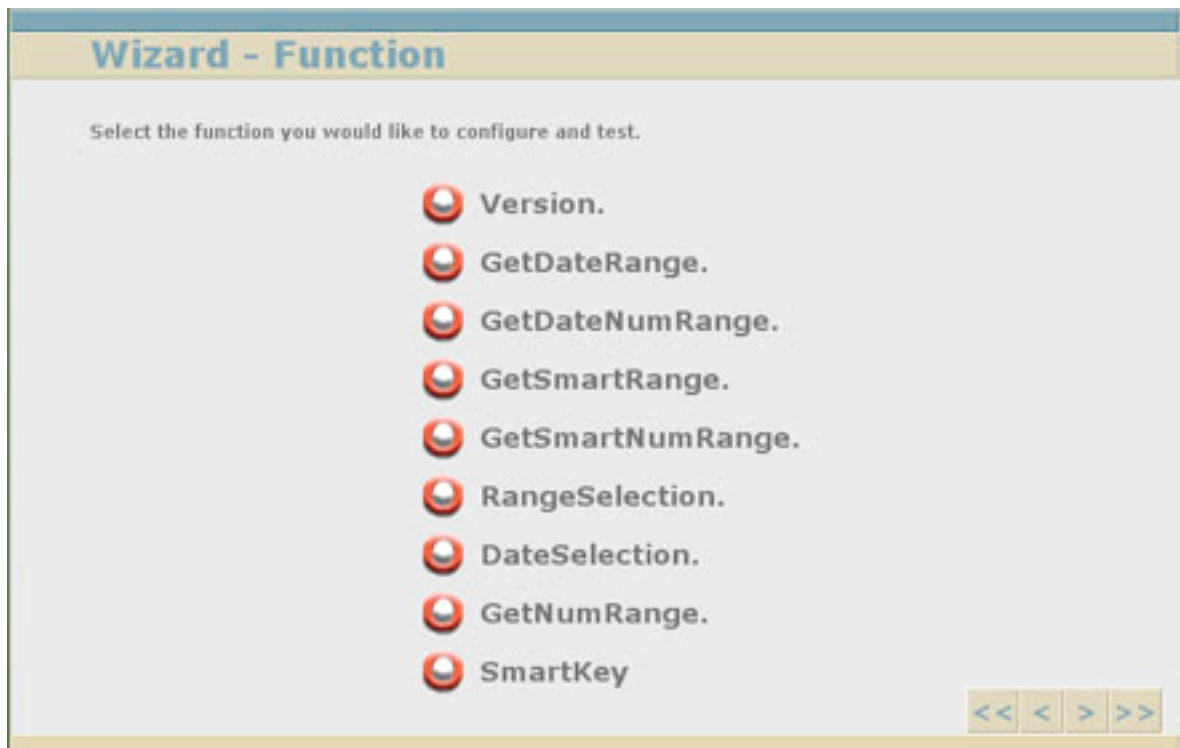 Wizard - Function
Select the function you would like to configure and test.
Version.
GetDateRange.
GetDateNumRange.
GetSmartRange.
GetSmartNumRange.
RangeSelection.
DateSelection.
GetNumRange.
SmartKey
<< < > >>